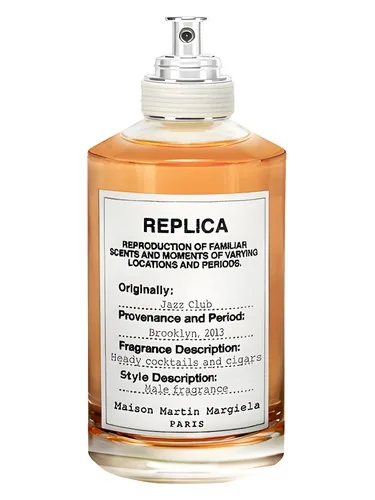 REPLICA
REPRODUCTION OF FAMILIAR
SCENTS AND MOMENTS OF VARYING
LOCATIONS AND PERIODS.
Originally:
Jazz Club
Provenance and Period:
Brooklyn, 2013
Fragrance Description:
Heady cocktails and cigars
Style Description:
Male fragrance
Maison Martin Margiela
PARIS